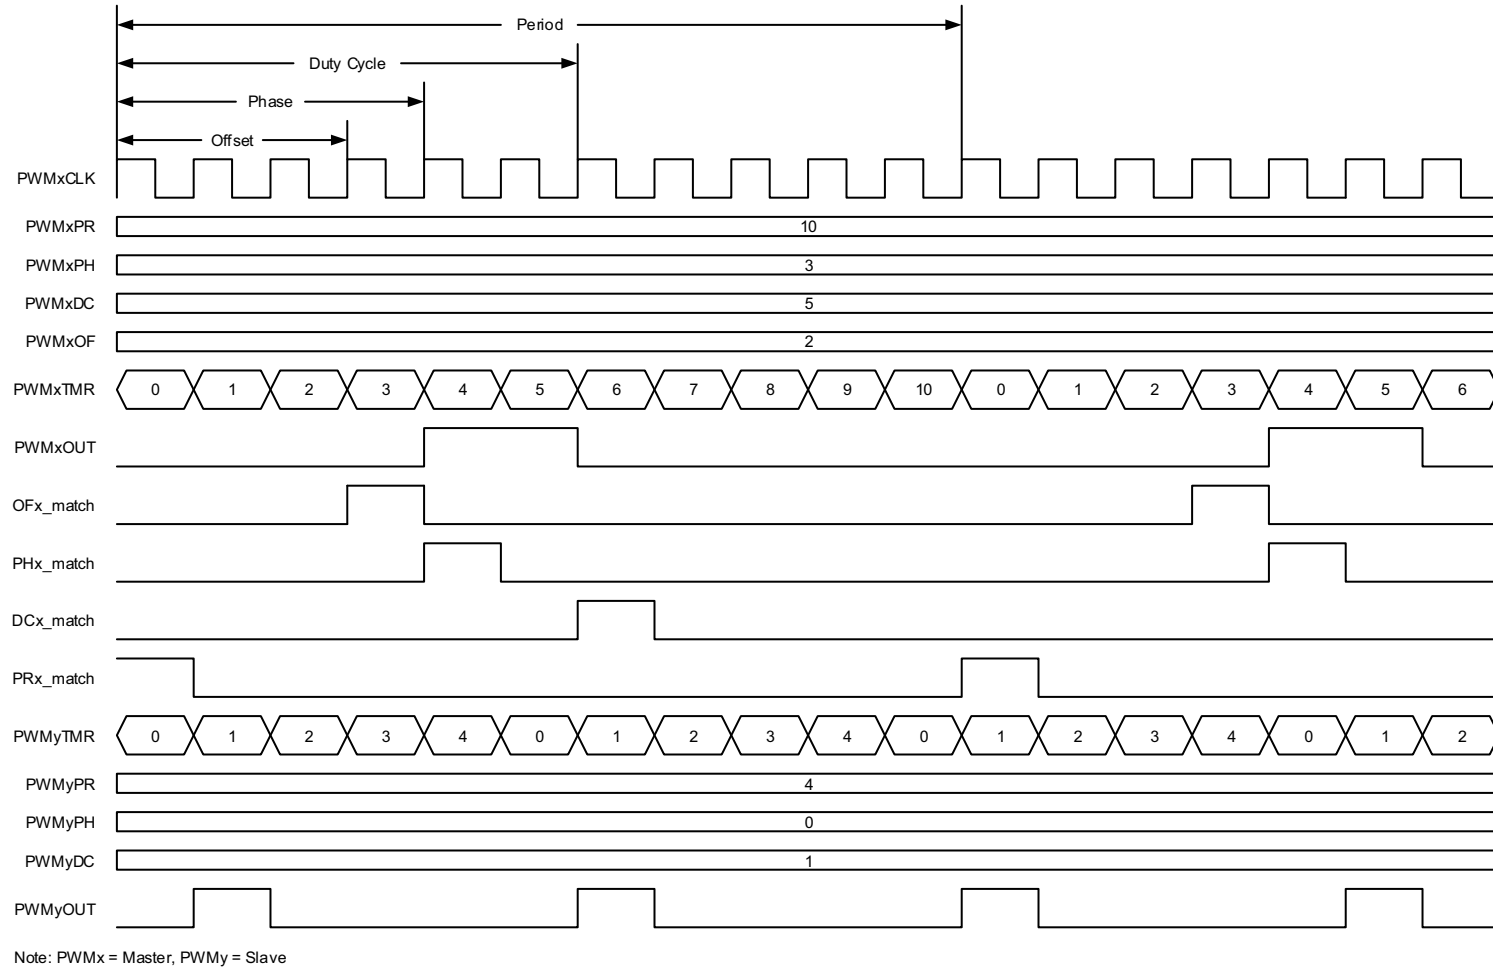 Period
Duty Cycle
Phase
Offset
PWMxCLK
PWMxPR 10
PWMxPH 3
PWMxDC 5
PWMxOF 2
PWMxTMR 0 1 2 3 4 5 6 7 8 9 10 0 1 2 3 4 5 6
PWMxOUT
OFx_match
PHx_match
DCx_match
PRx_match
PWMyTMR 0 1 2 3 4 0 1 2 3 4 0 1 2 3 4 0 1 2
PWMyPR 4
PWMyPH 0
PWMyDC 1
PWMyOUT
Note: PWMx = Master, PWMy = Slave